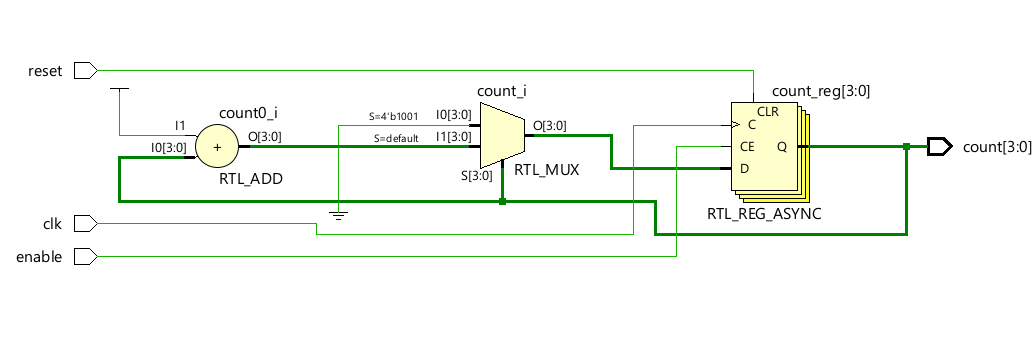 reset
count_reg[3:0]
count_i
count0_i
CLR
I0[3:0]
S=4'b1001
C
I1
O[3:0]
I1[3:0]
S=default
O[3:0]
I0[3:0]
+
CE
Q
count[3:0]
D
S[3:0]
RTL_MUX
RTL_ADD
RTL_REG_ASYNC
clk
enable